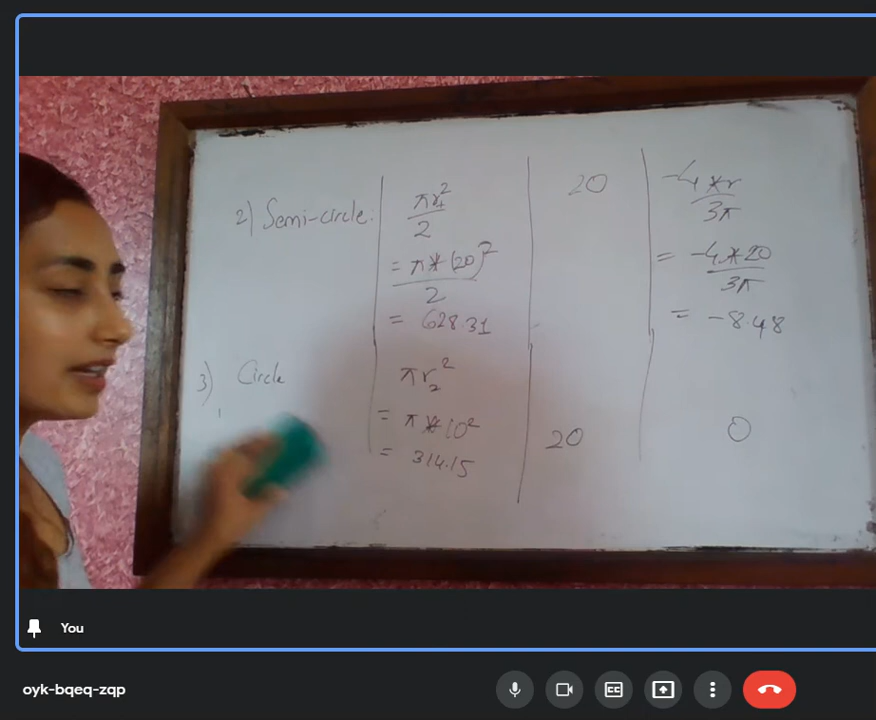 2) Semi-circle: πr₁²/2 20 -4*r/3π
= π*(20)²/2 = -4*20/3π
= 628.31 = -8.48
3) Circle πr₂²
= π*10² 20 0
= 314.15
You
oyk-bqeq-zqp
CC